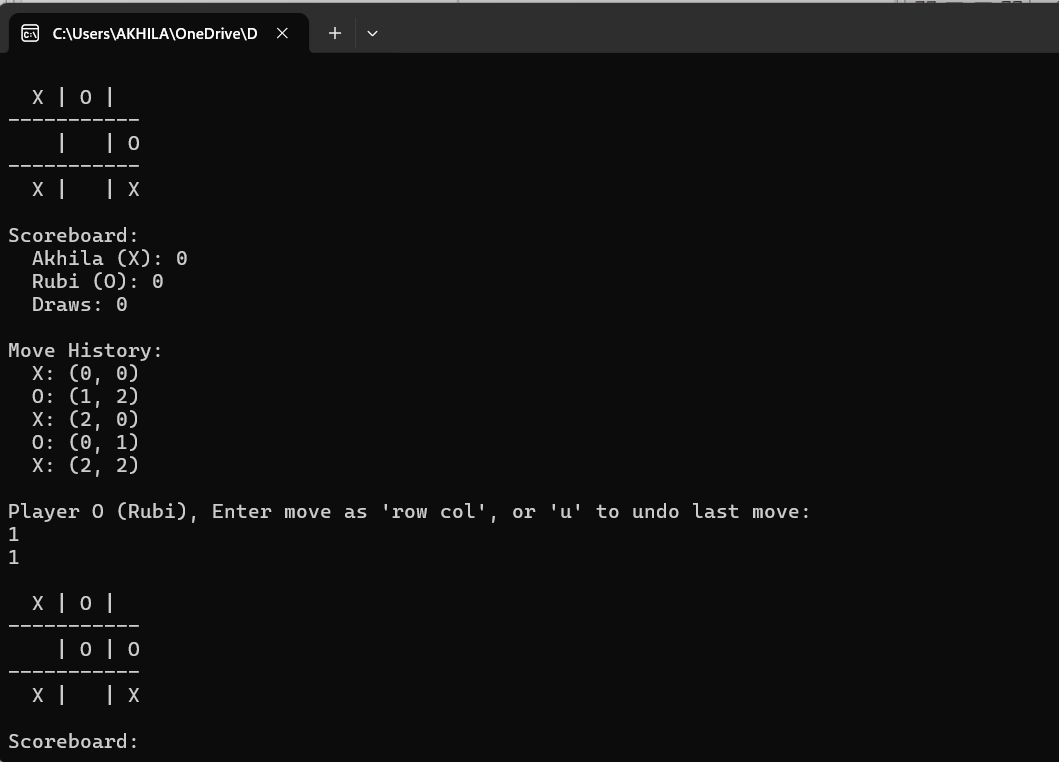 C:\Users\AKHILA\OneDrive\D
X | O |
-----------
  |   | O
-----------
X |   | X
Scoreboard:
Akhila (X): 0
Rubi (O): 0
Draws: 0
Move History:
X: (0, 0)
O: (1, 2)
X: (2, 0)
O: (0, 1)
X: (2, 2)
Player O (Rubi), Enter move as 'row col', or 'u' to undo last move:
1
1
X | O |
-----------
  | O | O
-----------
X |   | X
Scoreboard: